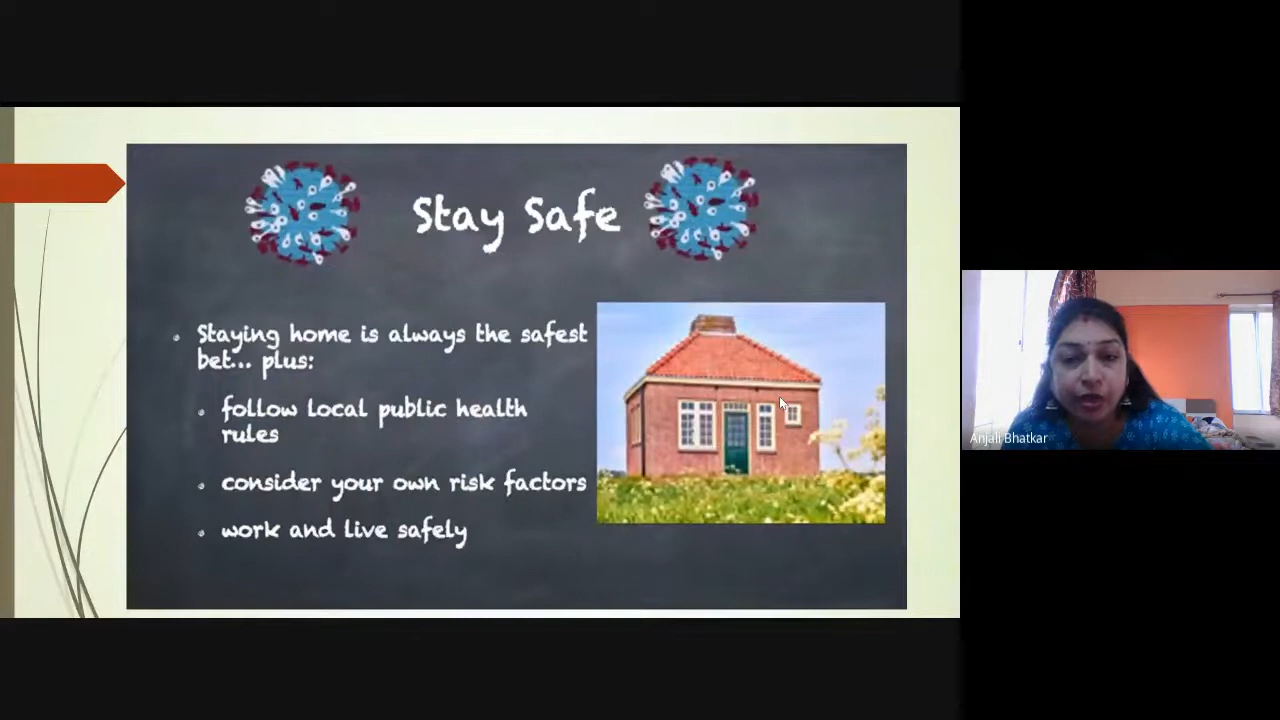 Stay Safe
Staying home is always the safest
bet... plus:
follow local public health
rules
consider your own risk factors
work and live safely
Anjali Bhatkar